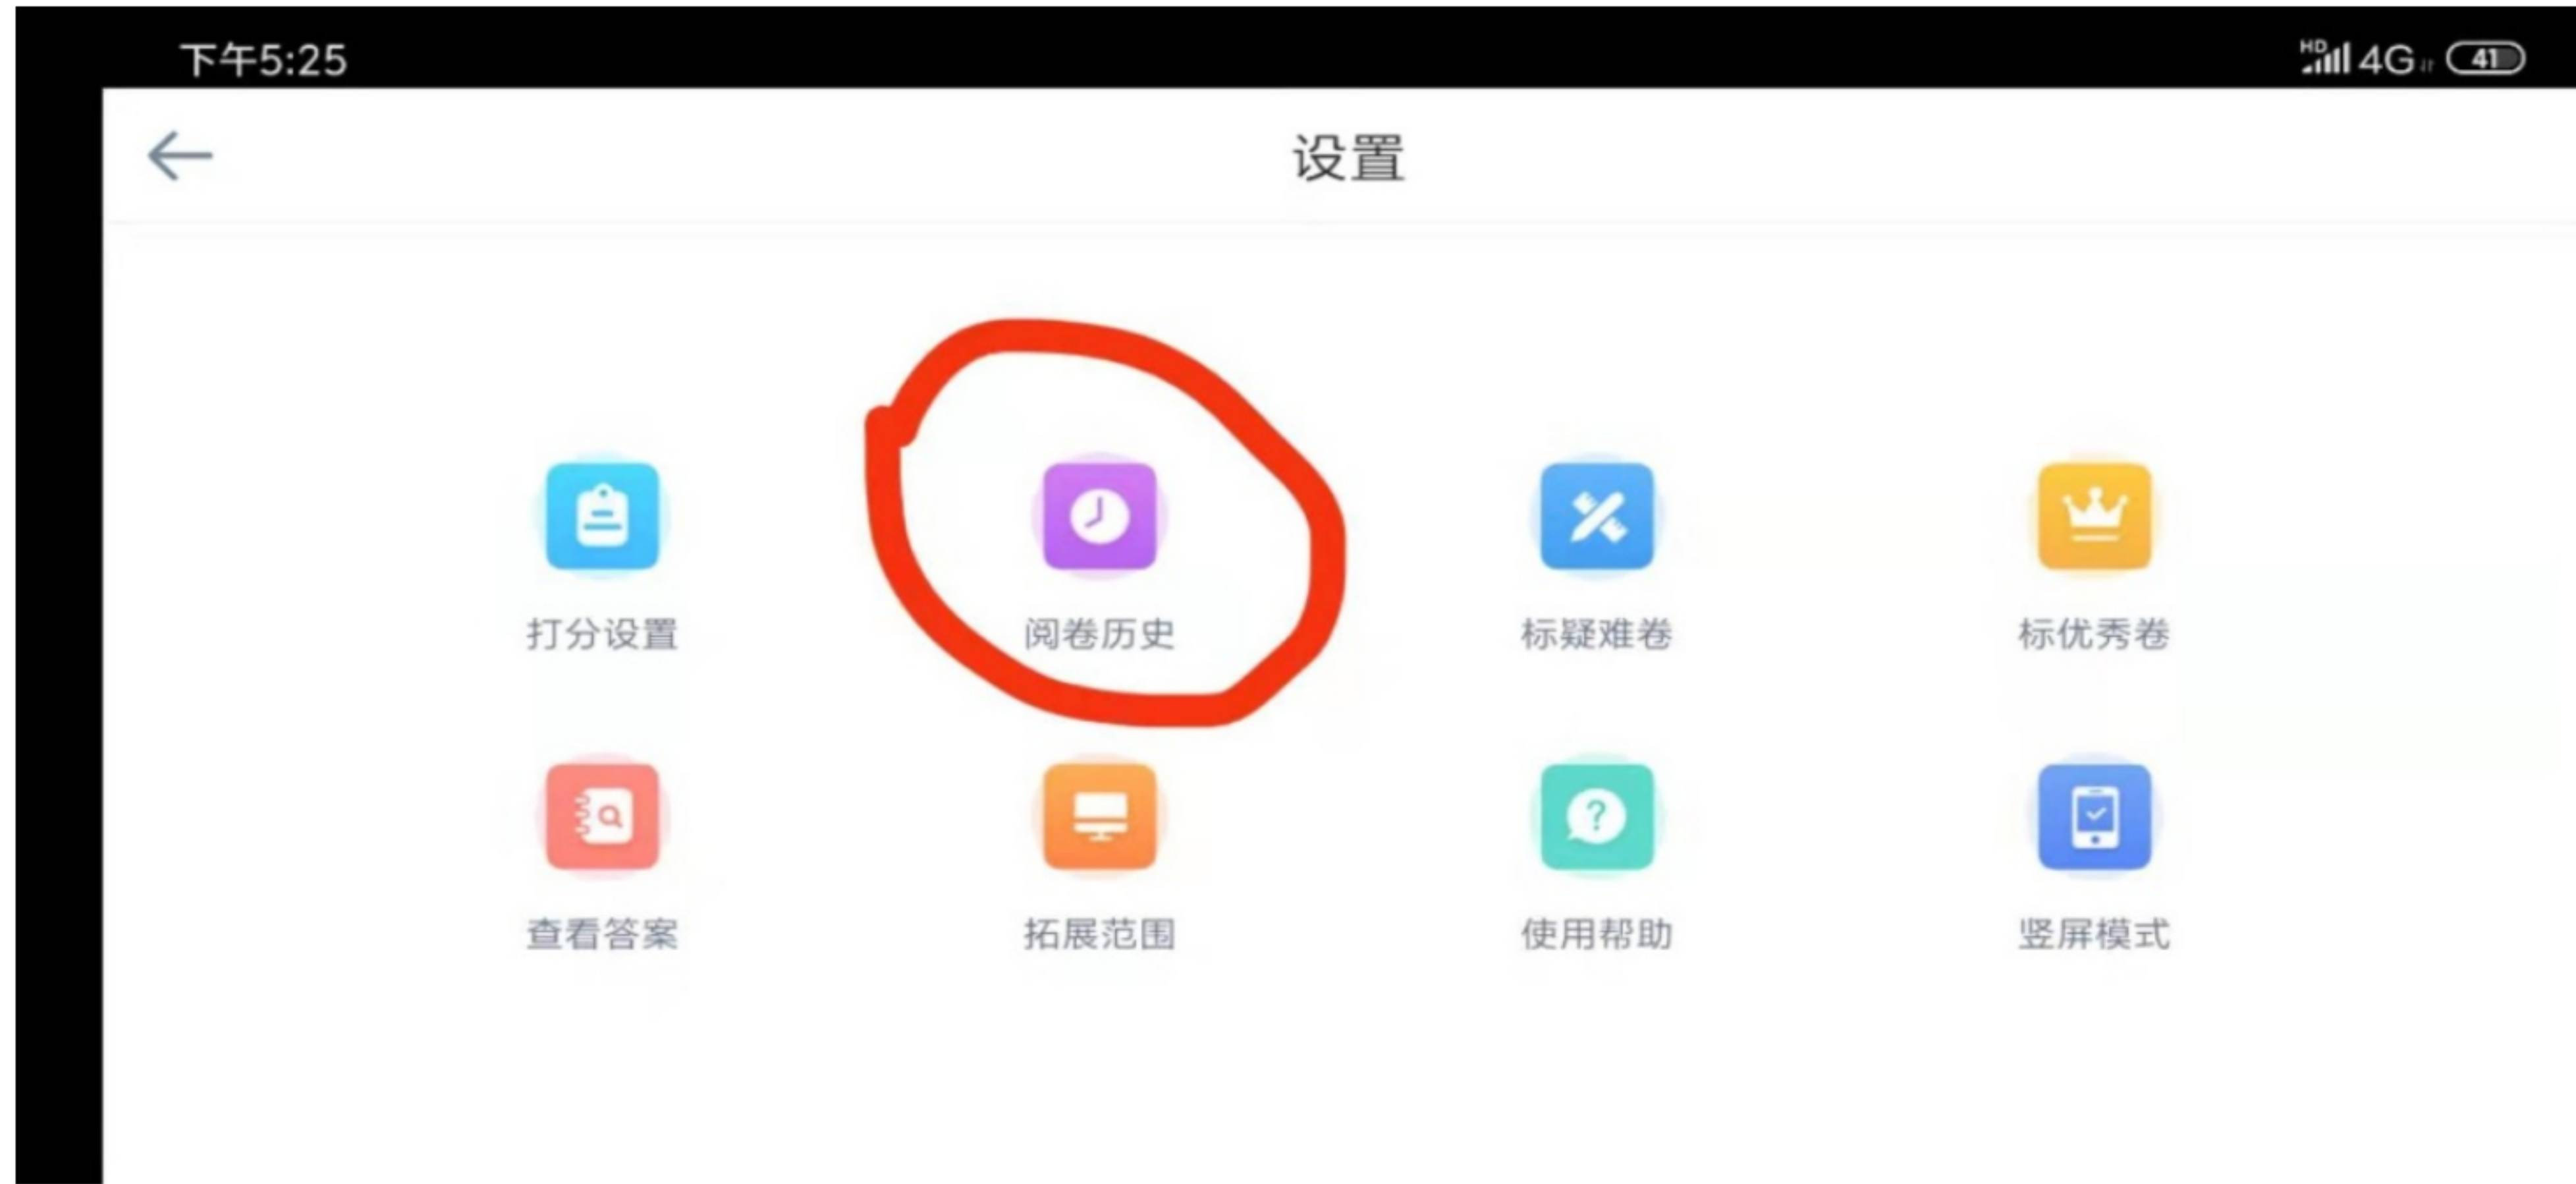 下午5:25
HD 4G 41
设置
打分设置 阅卷历史 标疑难卷 标优秀卷
查看答案 拓展范围 使用帮助 竖屏模式